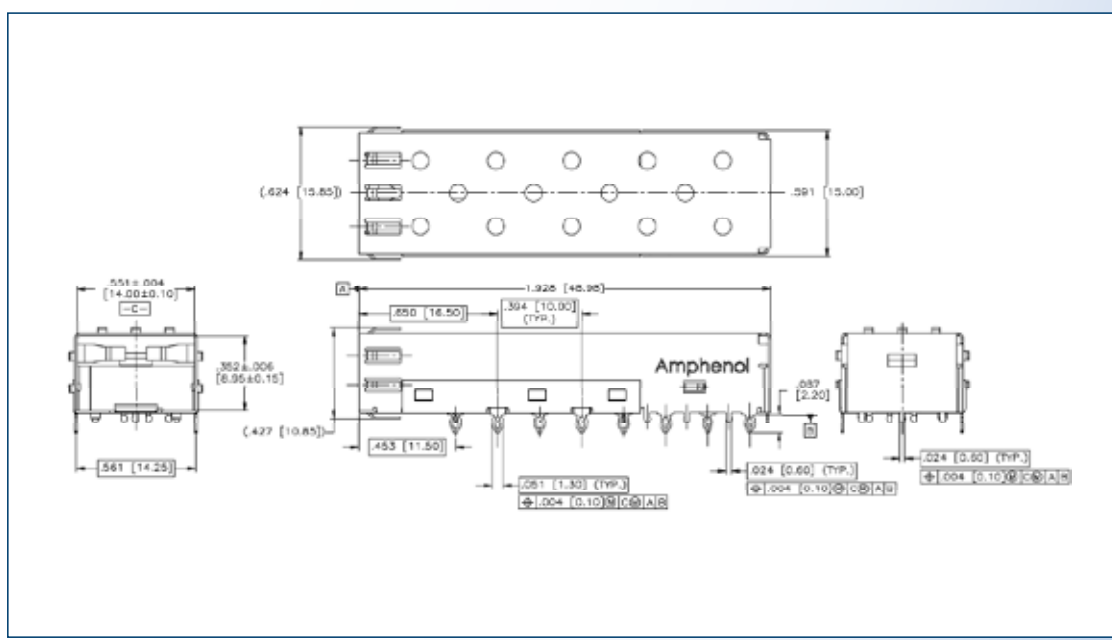 (.624 [15.85])
.591 [15.00]
.551±.004
[14.00±0.10]
-C-
A
1.928 [48.98]
.650 [16.50]
.394 [10.00]
(TYP.)
.352±.006
[8.95±0.15]
Amphenol
.087
[2.20]
B
(.427 [10.85])
.453 [11.50]
.561 [14.25]
.051 [1.30] (TYP.)
.004 [0.10] M C M A B
.024 [0.60] (TYP.)
.004 [0.10] M C M A B
.024 [0.60] (TYP.)
.004 [0.10] M C M A B